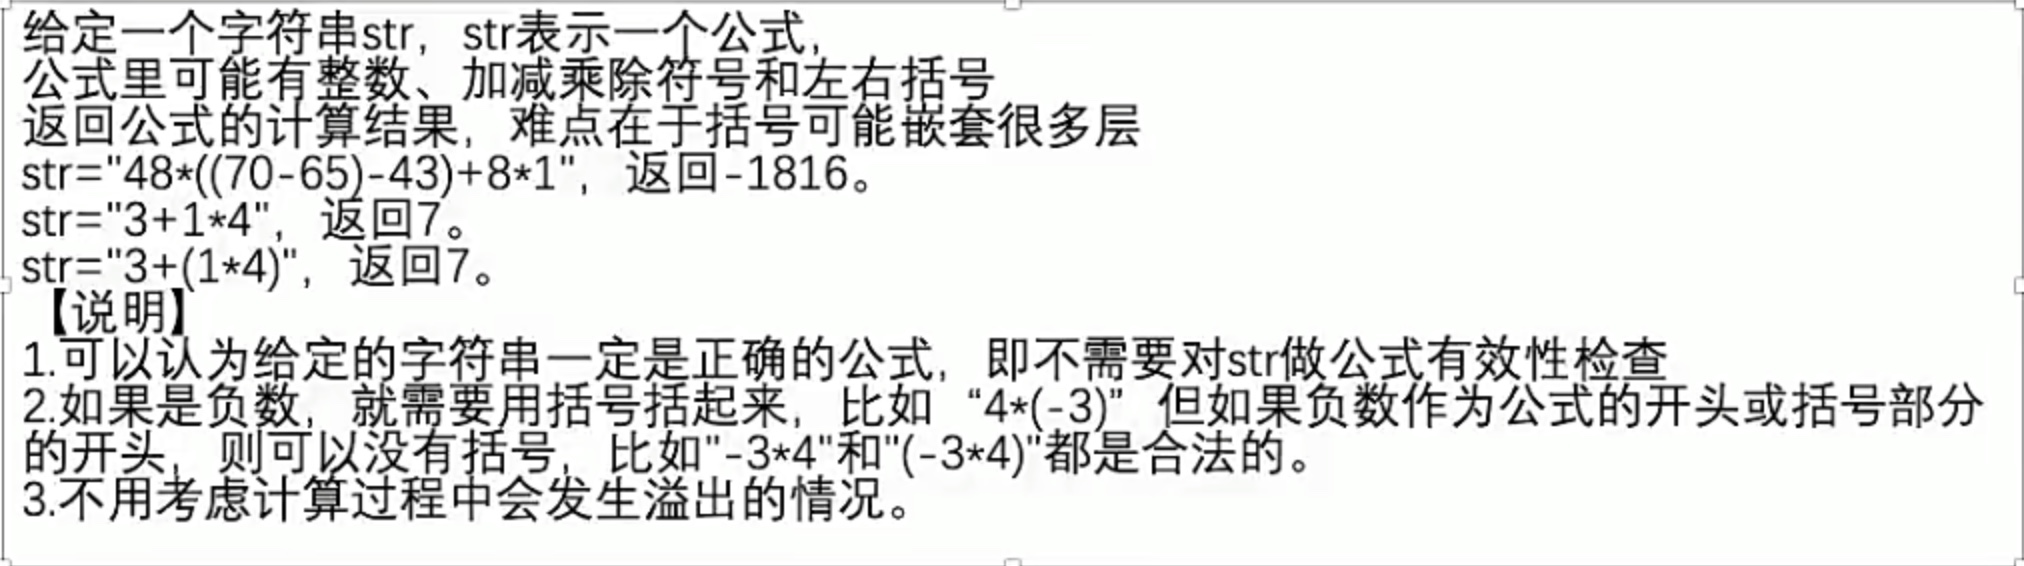 给定一个字符串str，str表示一个公式，
公式里可能有整数、加减乘除符号和左右括号
返回公式的计算结果，难点在于括号可能嵌套很多层
str="48*((70-65)-43)+8*1"，返回-1816。
str="3+1*4"，返回7。
str="3+(1*4)"，返回7。
【说明】
1.可以认为给定的字符串一定是正确的公式，即不需要对str做公式有效性检查
2.如果是负数，就需要用括号括起来，比如“4*(-3)”但如果负数作为公式的开头或括号部分
的开头，则可以没有括号，比如"-3*4"和"(-3*4)"都是合法的。
3.不用考虑计算过程中会发生溢出的情况。